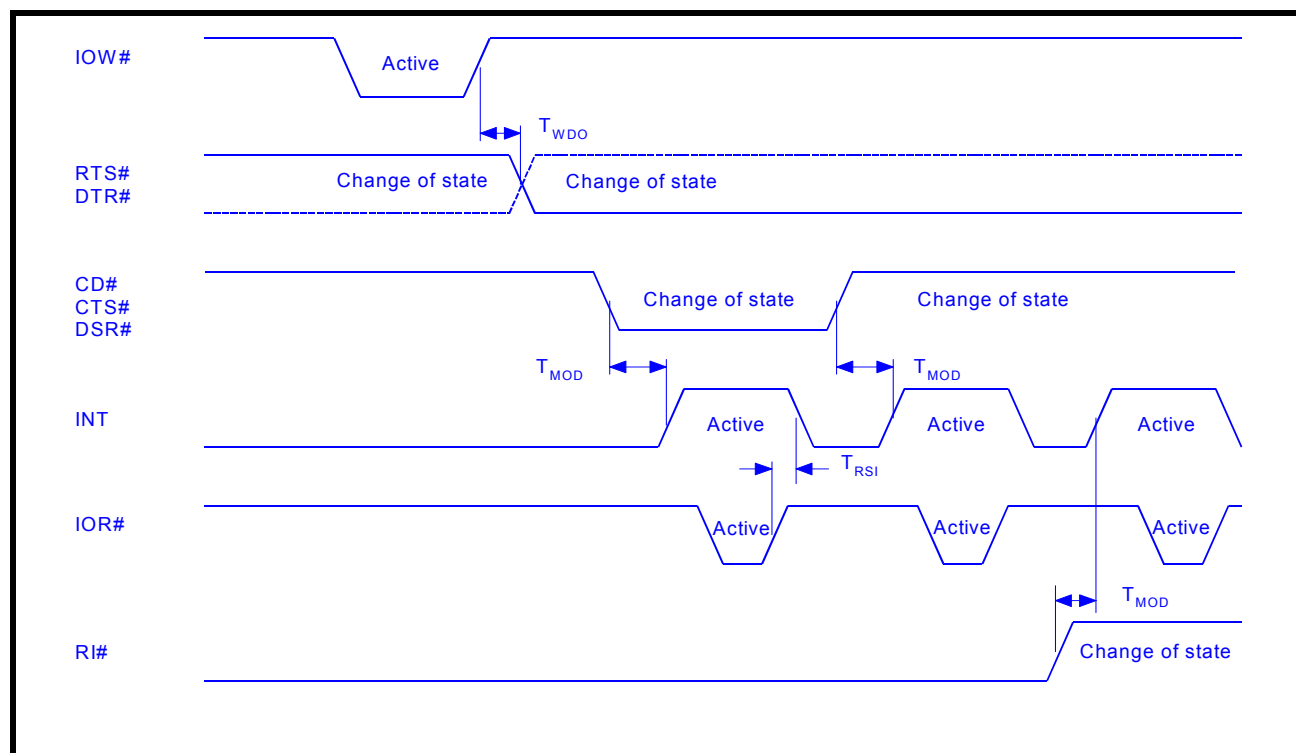 IOW#
Active
TWDO
RTS#
DTR#
Change of state
Change of state
CD#
CTS#
DSR#
Change of state
Change of state
TMOD
TMOD
INT
Active
Active
Active
TRSI
IOR#
Active
Active
Active
TMOD
RI#
Change of state